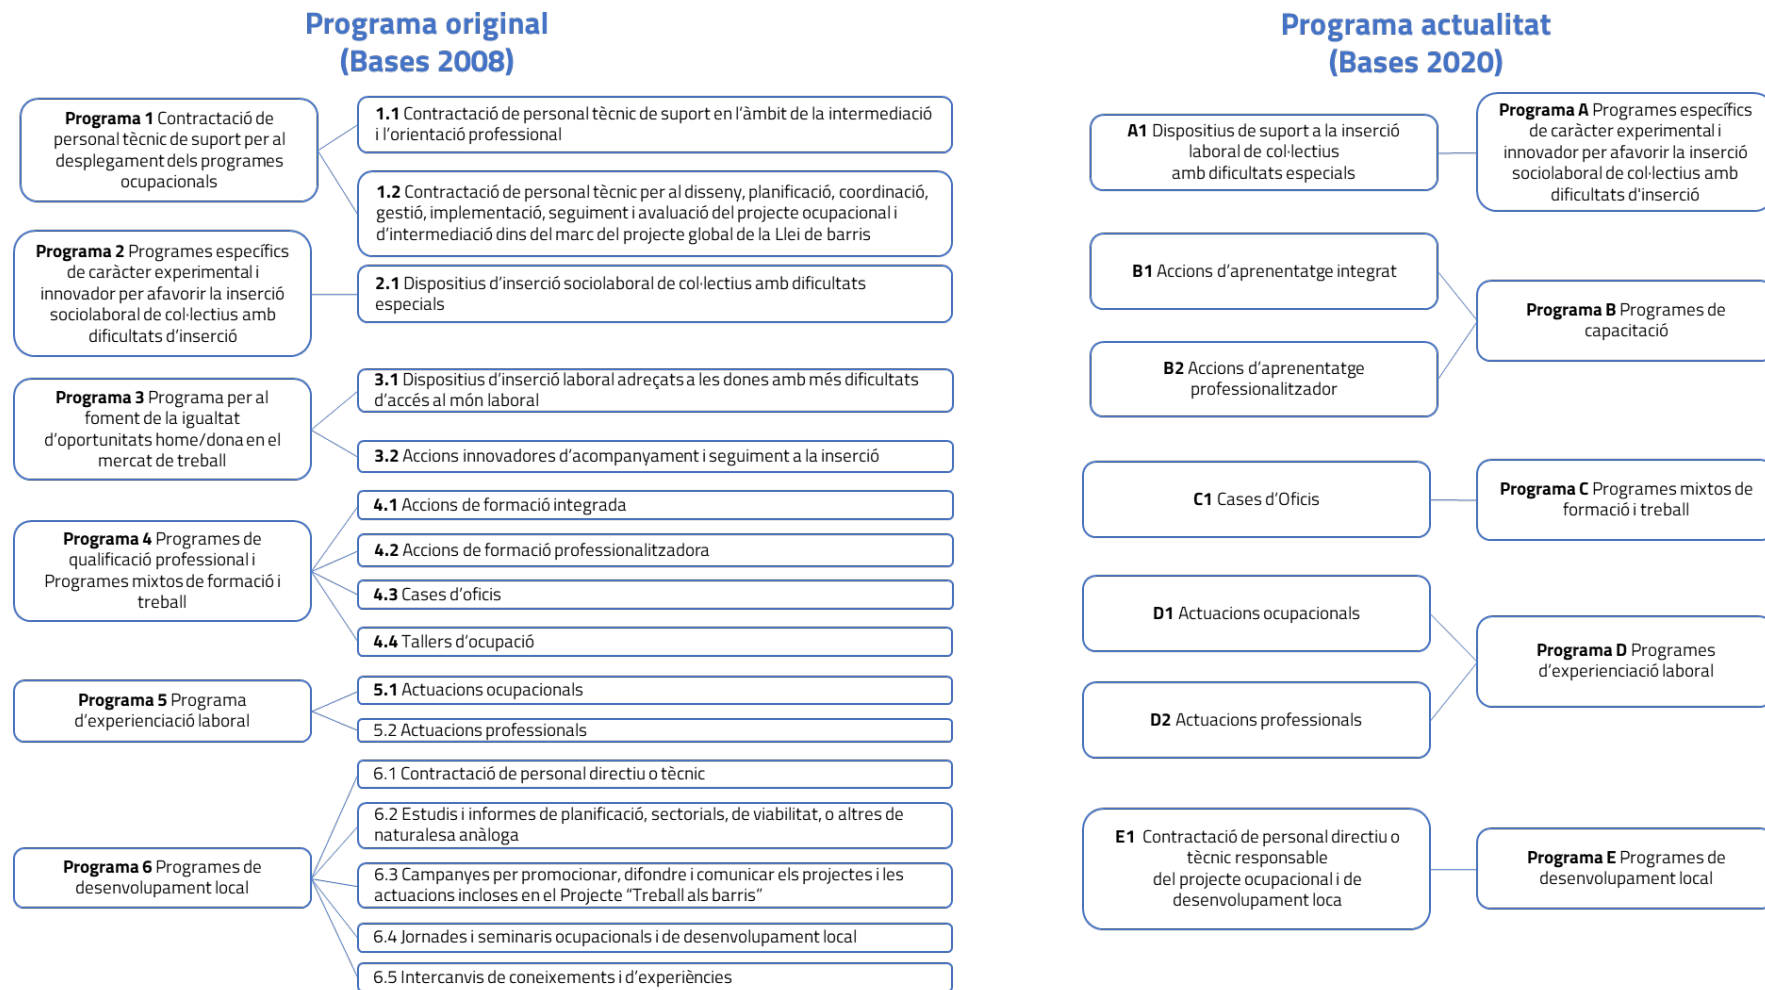 Programa original
(Bases 2008)
Programa 1 Contractació de
personal tècnic de suport per al
desplegament dels programes
ocupacionals
1.1 Contractació de personal tècnic de suport en l’àmbit de la intermediació
i l’orientació professional
1.2 Contractació de personal tècnic per al disseny, planificació, coordinació,
gestió, implementació, seguiment i avaluació del projecte ocupacional i
d’intermediació dins del marc del projecte global de la Llei de barris
Programa 2 Programes específics
de caràcter experimental i
innovador per afavorir la inserció
sociolaboral de col·lectius amb
dificultats d’inserció
2.1 Dispositius d’inserció sociolaboral de col·lectius amb dificultats
especials
Programa 3 Programa per al
foment de la igualtat
d’oportunitats home/dona en el
mercat de treball
3.1 Dispositius d’inserció laboral adreçats a les dones amb més dificultats
d’accés al món laboral
3.2 Accions innovadores d’acompanyament i seguiment a la inserció
Programa 4 Programes de
qualificació professional i
Programes mixtos de formació i
treball
4.1 Accions de formació integrada
4.2 Accions de formació professionalitzadora
4.3 Cases d’oficis
4.4 Tallers d’ocupació
Programa 5 Programa
d’experienciació laboral
5.1 Actuacions ocupacionals
5.2 Actuacions professionals
Programa 6 Programes de
desenvolupament local
6.1 Contractació de personal directiu o tècnic
6.2 Estudis i informes de planificació, sectorials, de viabilitat, o altres de
naturalesa anàloga
6.3 Campanyes per promocionar, difondre i comunicar els projectes i les
actuacions incloses en el Projecte “Treball als barris”
6.4 Jornades i seminaris ocupacionals i de desenvolupament local
6.5 Intercanvis de coneixements i d’experiències
Programa actualitat
(Bases 2020)
A1 Dispositius de suport a la inserció
laboral de col·lectius
amb dificultats especials
Programa A Programes específics
de caràcter experimental i
innovador per afavorir la inserció
sociolaboral de col·lectius amb
dificultats d'inserció
B1 Accions d’aprenentatge integrat
B2 Accions d’aprenentatge
professionalitzador
Programa B Programes de
capacitació
C1 Cases d’Oficis
Programa C Programes mixtos de
formació i treball
D1 Actuacions ocupacionals
D2 Actuacions professionals
Programa D Programes
d’experienciació laboral
E1 Contractació de personal directiu o
tècnic responsable
del projecte ocupacional i de
desenvolupament loca
Programa E Programes de
desenvolupament local